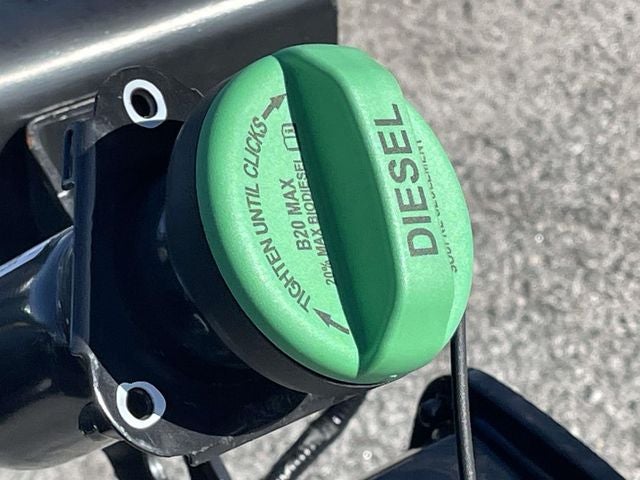 TIGHTEN UNTIL CLICKS
B20 MAX
20% MAX BIODIESEL
DIESEL